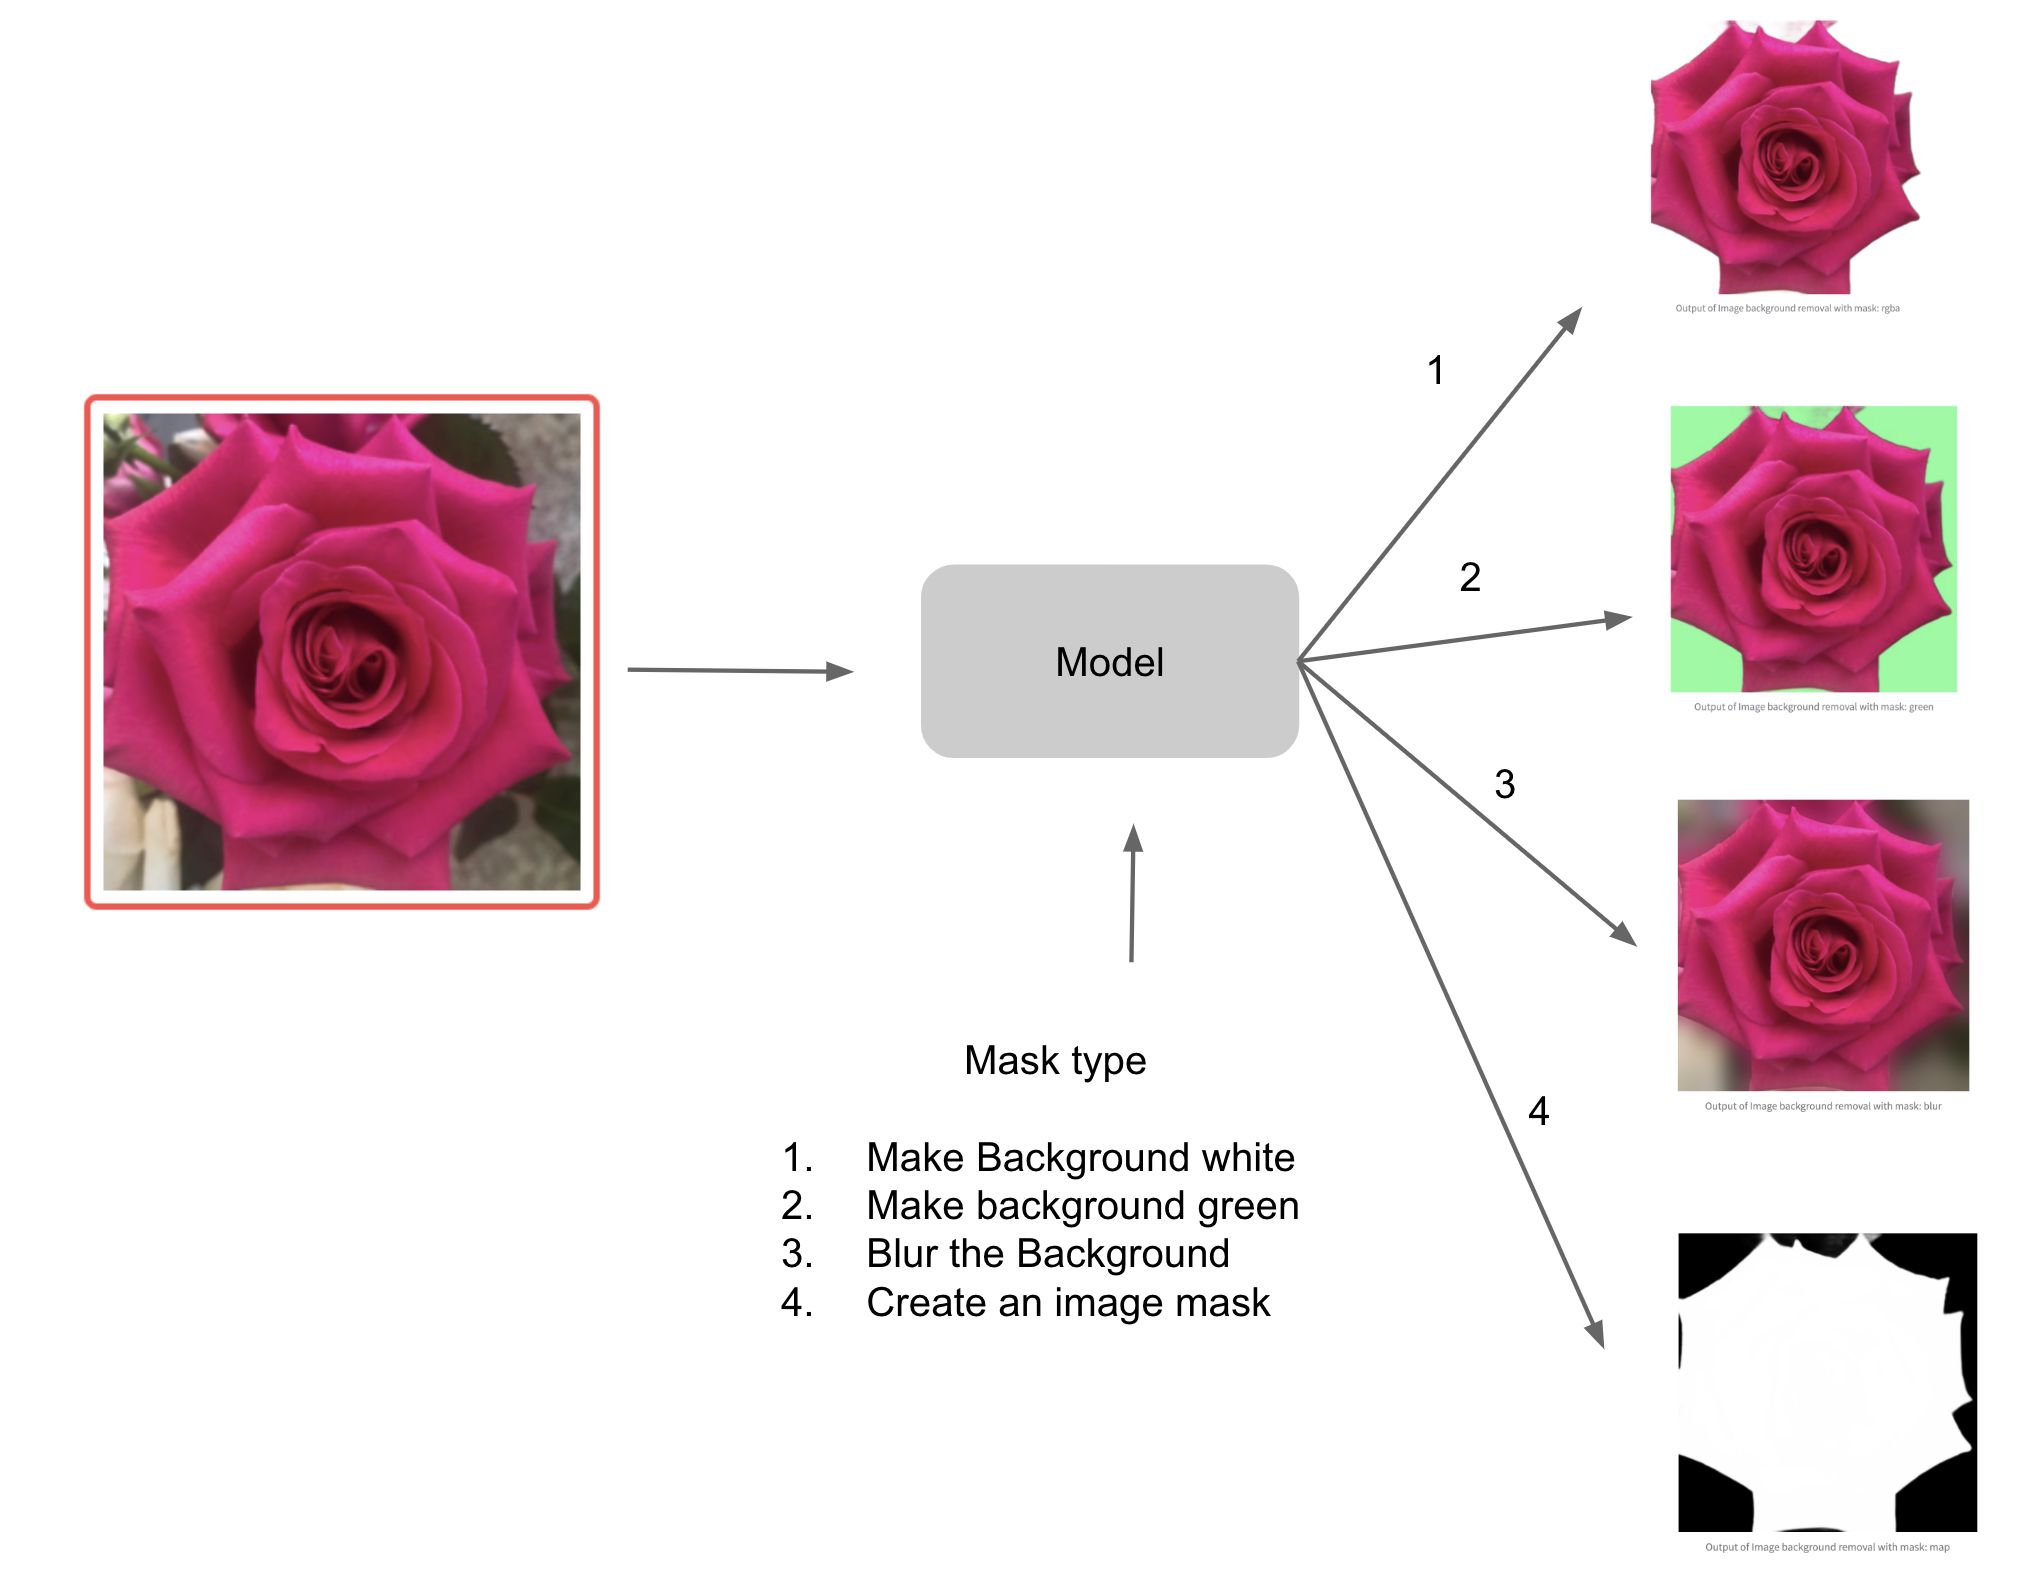 Output of Image background removal with mask: rgba
1
2
Model
Output of Image background removal with mask: green
3
Mask type
1. Make Background white
2. Make background green
3. Blur the Background
4. Create an image mask
4
Output of Image background removal with mask: blur
Output of Image background removal with mask: map